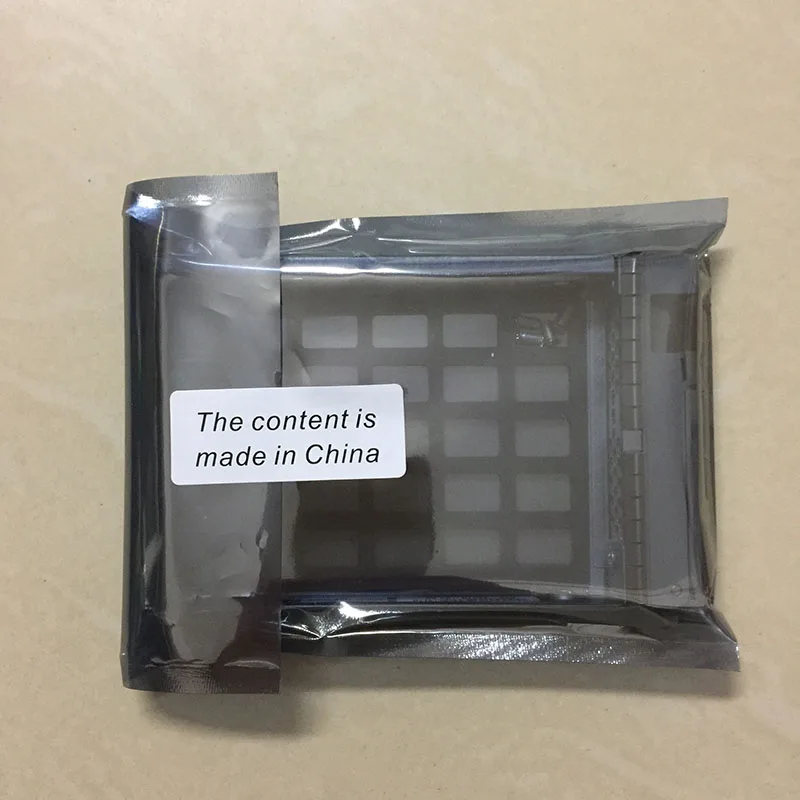 The content is
made in China